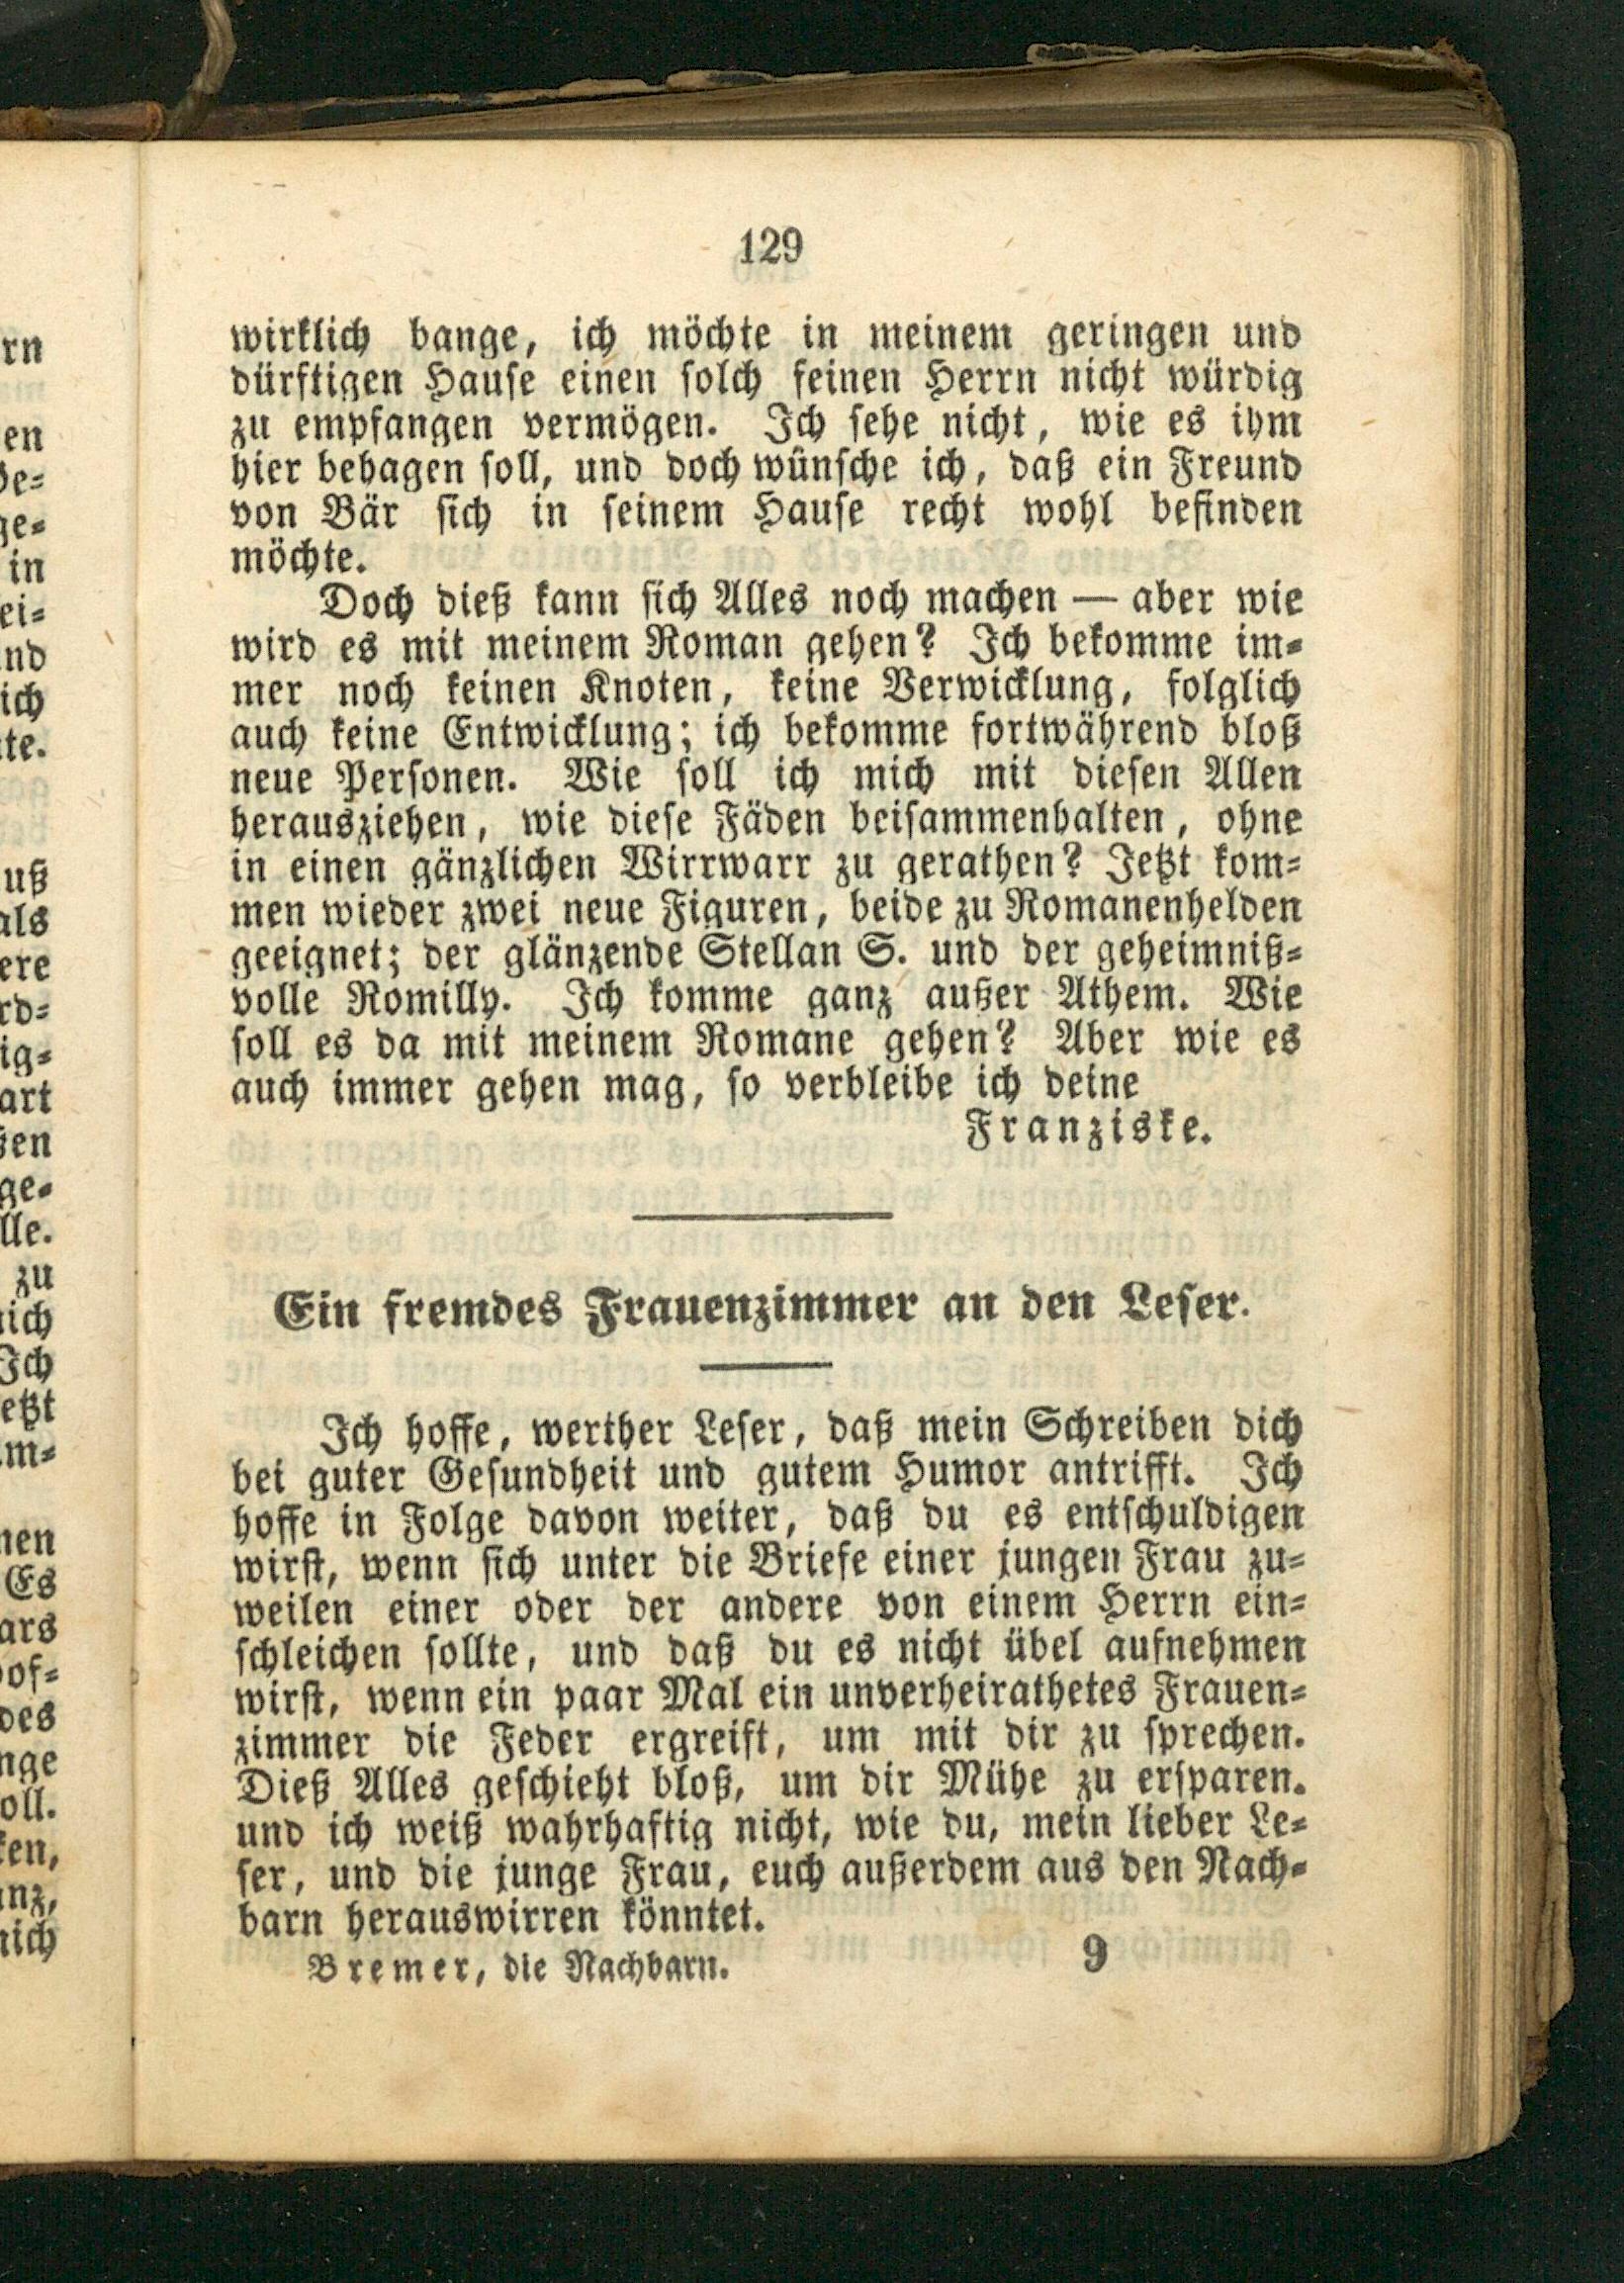 129
wirklich bange, ich möchte in meinem geringen und
dürftigen Hause einen solch feinen Herrn nicht würdig
zu empfangen vermögen. Ich sehe nicht, wie es ihm
hier behagen soll, und doch wünsche ich, daß ein Freund
von Bär sich in seinem Hause recht wohl befinden
möchte.
Doch dieß kann sich Alles noch machen — aber wie
wird es mit meinem Roman gehen? Ich bekomme im-
mer noch keinen Knoten, keine Verwicklung, folglich
auch keine Entwicklung; ich bekomme fortwährend bloß
neue Personen. Wie soll ich mich mit diesen Allen
herausziehen, wie diese Fäden beisammenhalten, ohne
in einen gänzlichen Wirrwarr zu gerathen? Jetzt kom-
men wieder zwei neue Figuren, beide zu Romanenhelden
geeignet; der glänzende Stellan S. und der geheimniß-
volle Romilly. Ich komme ganz außer Athem. Wie
soll es da mit meinem Romane gehen? Aber wie es
auch immer gehen mag, so verbleibe ich deine
Franziske.
Ein fremdes Frauenzimmer an den Leser.
Ich hoffe, werther Leser, daß mein Schreiben dich
bei guter Gesundheit und gutem Humor antrifft. Ich
hoffe in Folge davon weiter, daß du es entschuldigen
wirst, wenn sich unter die Briefe einer jungen Frau zu-
weilen einer oder der andere von einem Herrn ein-
schleichen sollte, und daß du es nicht übel aufnehmen
wirst, wenn ein paar Mal ein unverheirathetes Frauen-
zimmer die Feder ergreift, um mit dir zu sprechen.
Dieß Alles geschieht bloß, um dir Mühe zu ersparen.
und ich weiß wahrhaftig nicht, wie du, mein lieber Le-
ser, und die junge Frau, euch außerdem aus den Nach-
barn herauswirren könntet.
Bremer, die Nachbarn. 9